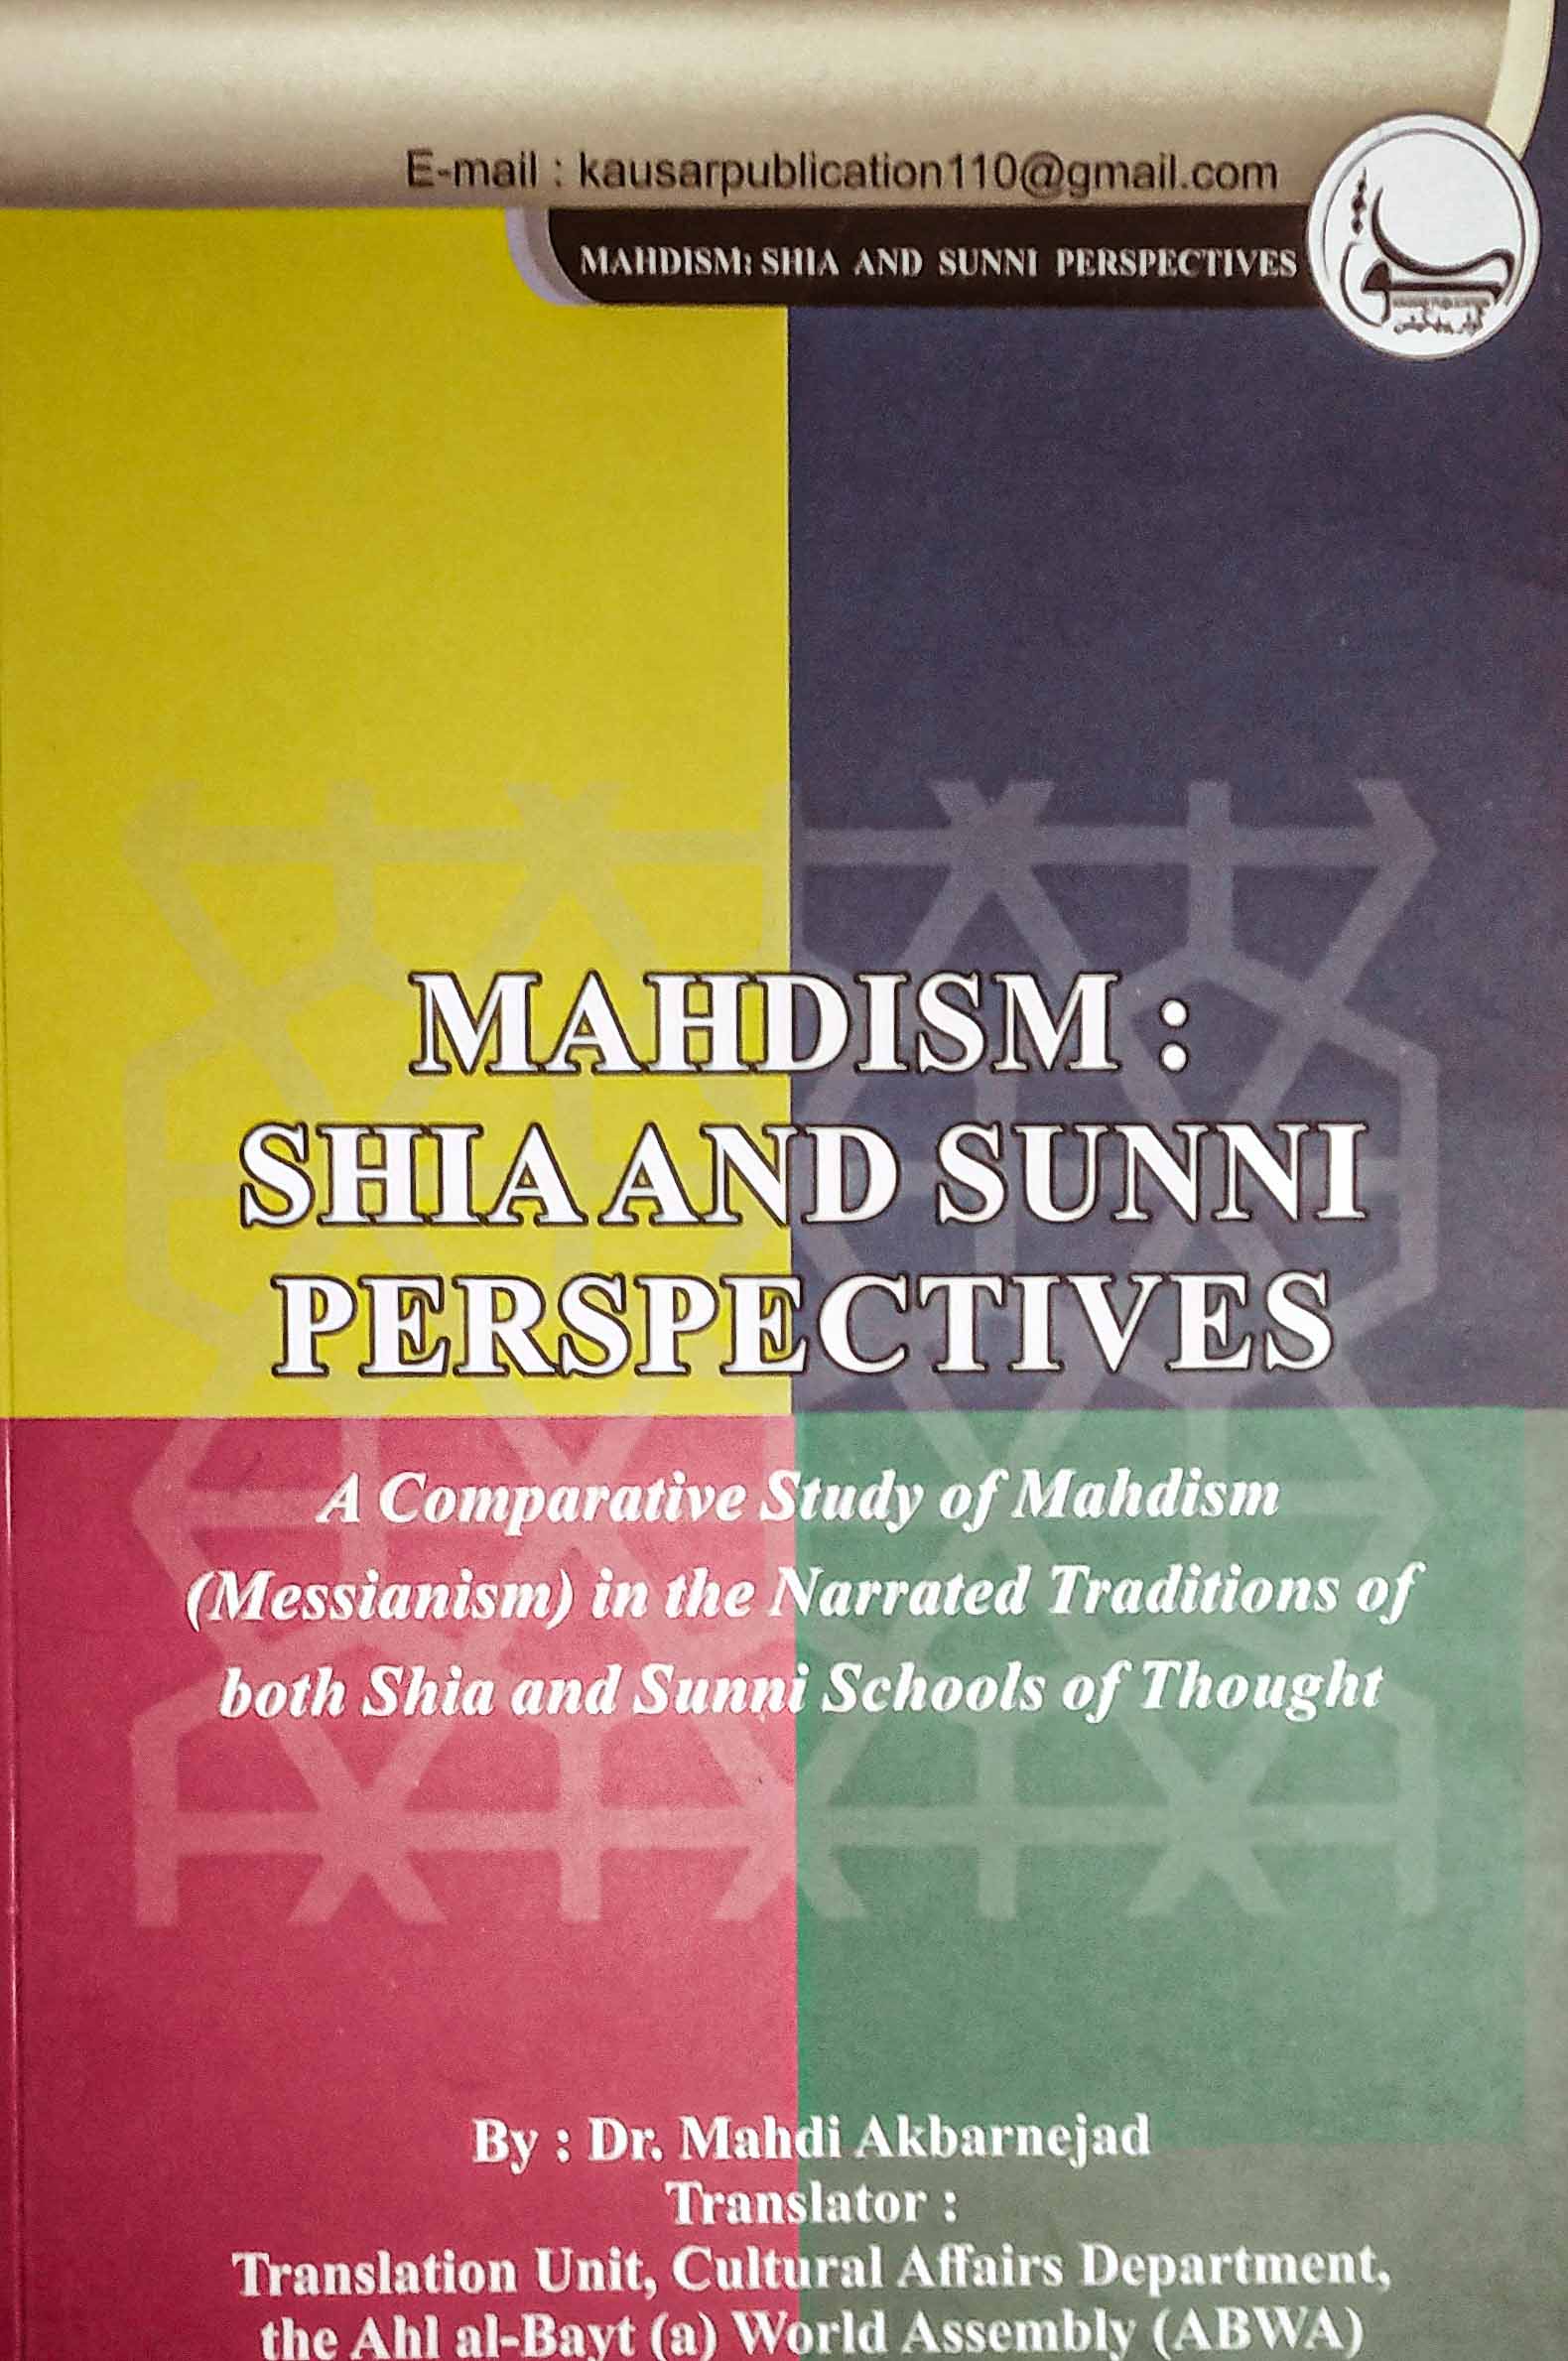 E-mail : kausarpublication110@gmail.com
MAHDISM: SHIA AND SUNNI PERSPECTIVES
MAHDISM :
SHIA AND SUNNI
PERSPECTIVES
A Comparative Study of Mahdism
(Messianism) in the Narrated Traditions of
both Shia and Sunni Schools of Thought
By : Dr. Mahdi Akbarnejad
Translator :
Translation Unit, Cultural Affairs Department,
the Ahl al-Bayt (a) World Assembly (ABWA)